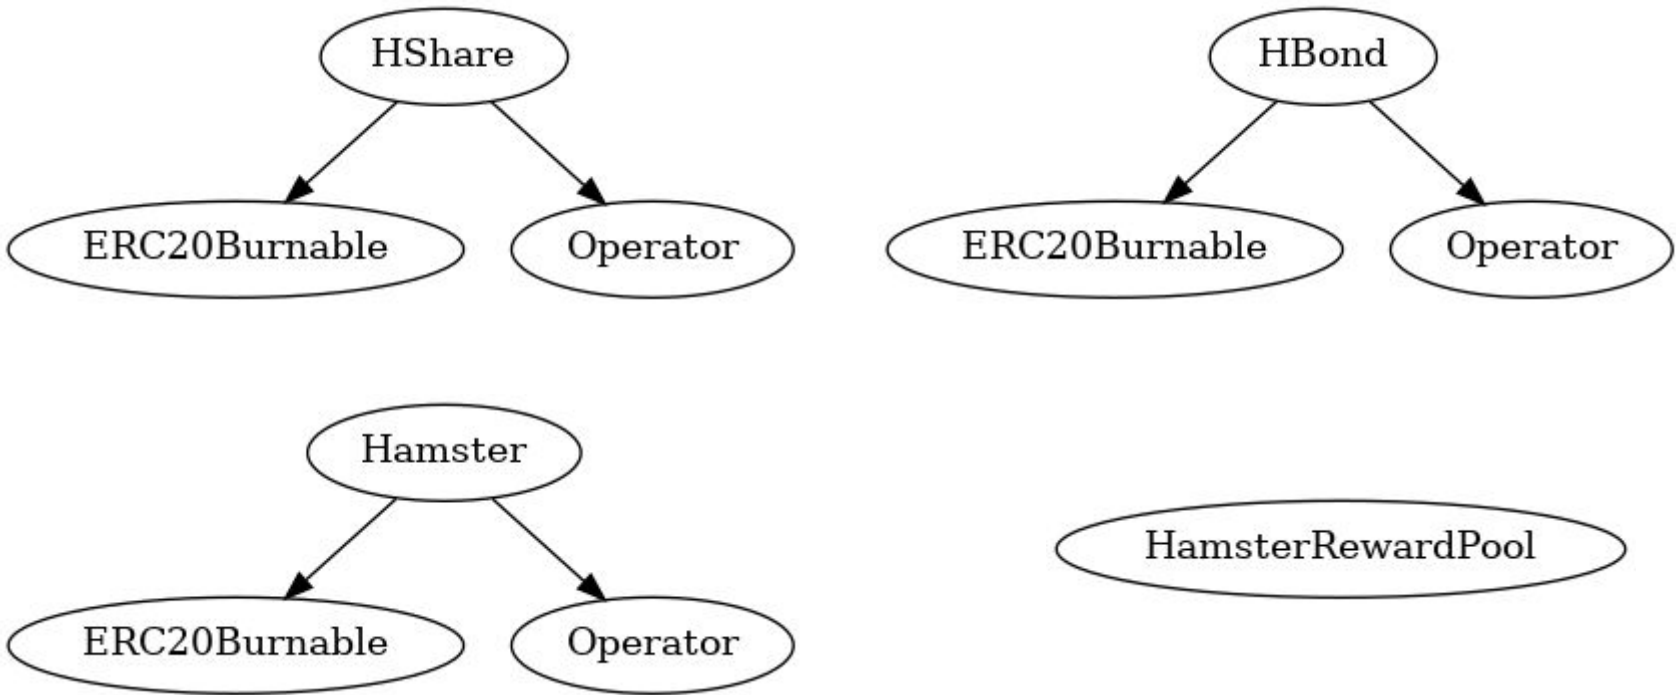 HShare
HBond
ERC20Burnable
Operator
ERC20Burnable
Operator
Hamster
HamsterRewardPool
ERC20Burnable
Operator